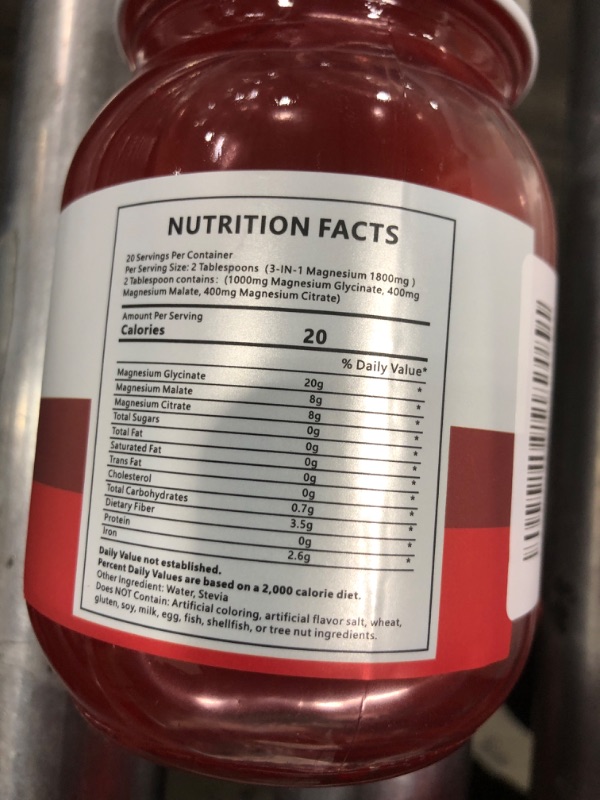 NUTRITION FACTS
20 Servings Per Container
Per Serving Size: 2 Tablespoons (3-IN-1 Magnesium 1800mg )
2 Tablespoon contains: (1000mg Magnesium Glycinate, 400mg
Magnesium Malate, 400mg Magnesium Citrate)
Amount Per Serving
Calories 20
% Daily Value*
Magnesium Glycinate 20g *
Magnesium Malate 8g *
Magnesium Citrate 8g *
Total Sugars 0g *
Total Fat 0g *
Saturated Fat 0g *
Trans Fat 0g *
Cholesterol 0g *
Total Carbohydrates 0.7g *
Dietary Fiber 3.5g *
Protein 0g *
Iron 2.6g *
Daily Value not established.
Percent Daily Values are based on a 2,000 calorie diet.
Other Ingredient: Water, Stevia
Does NOT Contain: Artificial coloring, artificial flavor salt, wheat,
gluten, soy, milk, egg, fish, shellfish, or tree nut ingredients.